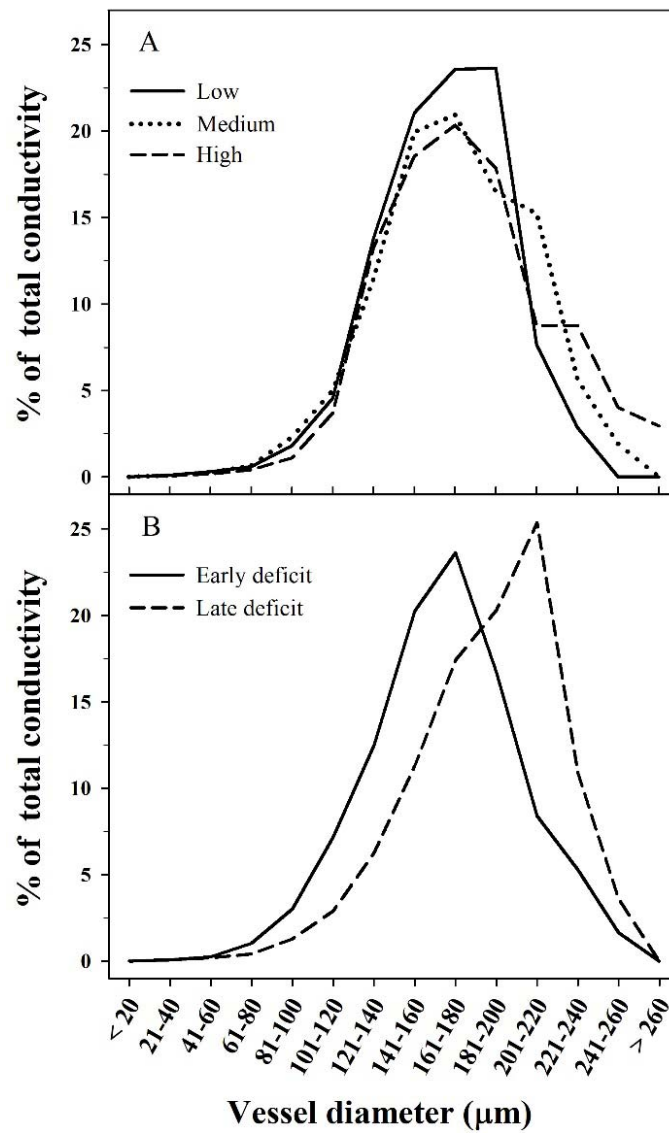 A
25
20
15
10
5
0
% of total conductivity
Low
Medium
High
B
25
20
15
10
5
0
% of total conductivity
Early deficit
Late deficit
< 20
21-40
41-60
61-80
81-100
101-120
121-140
141-160
161-180
181-200
201-220
221-240
241-260
> 260
Vessel diameter (μm)